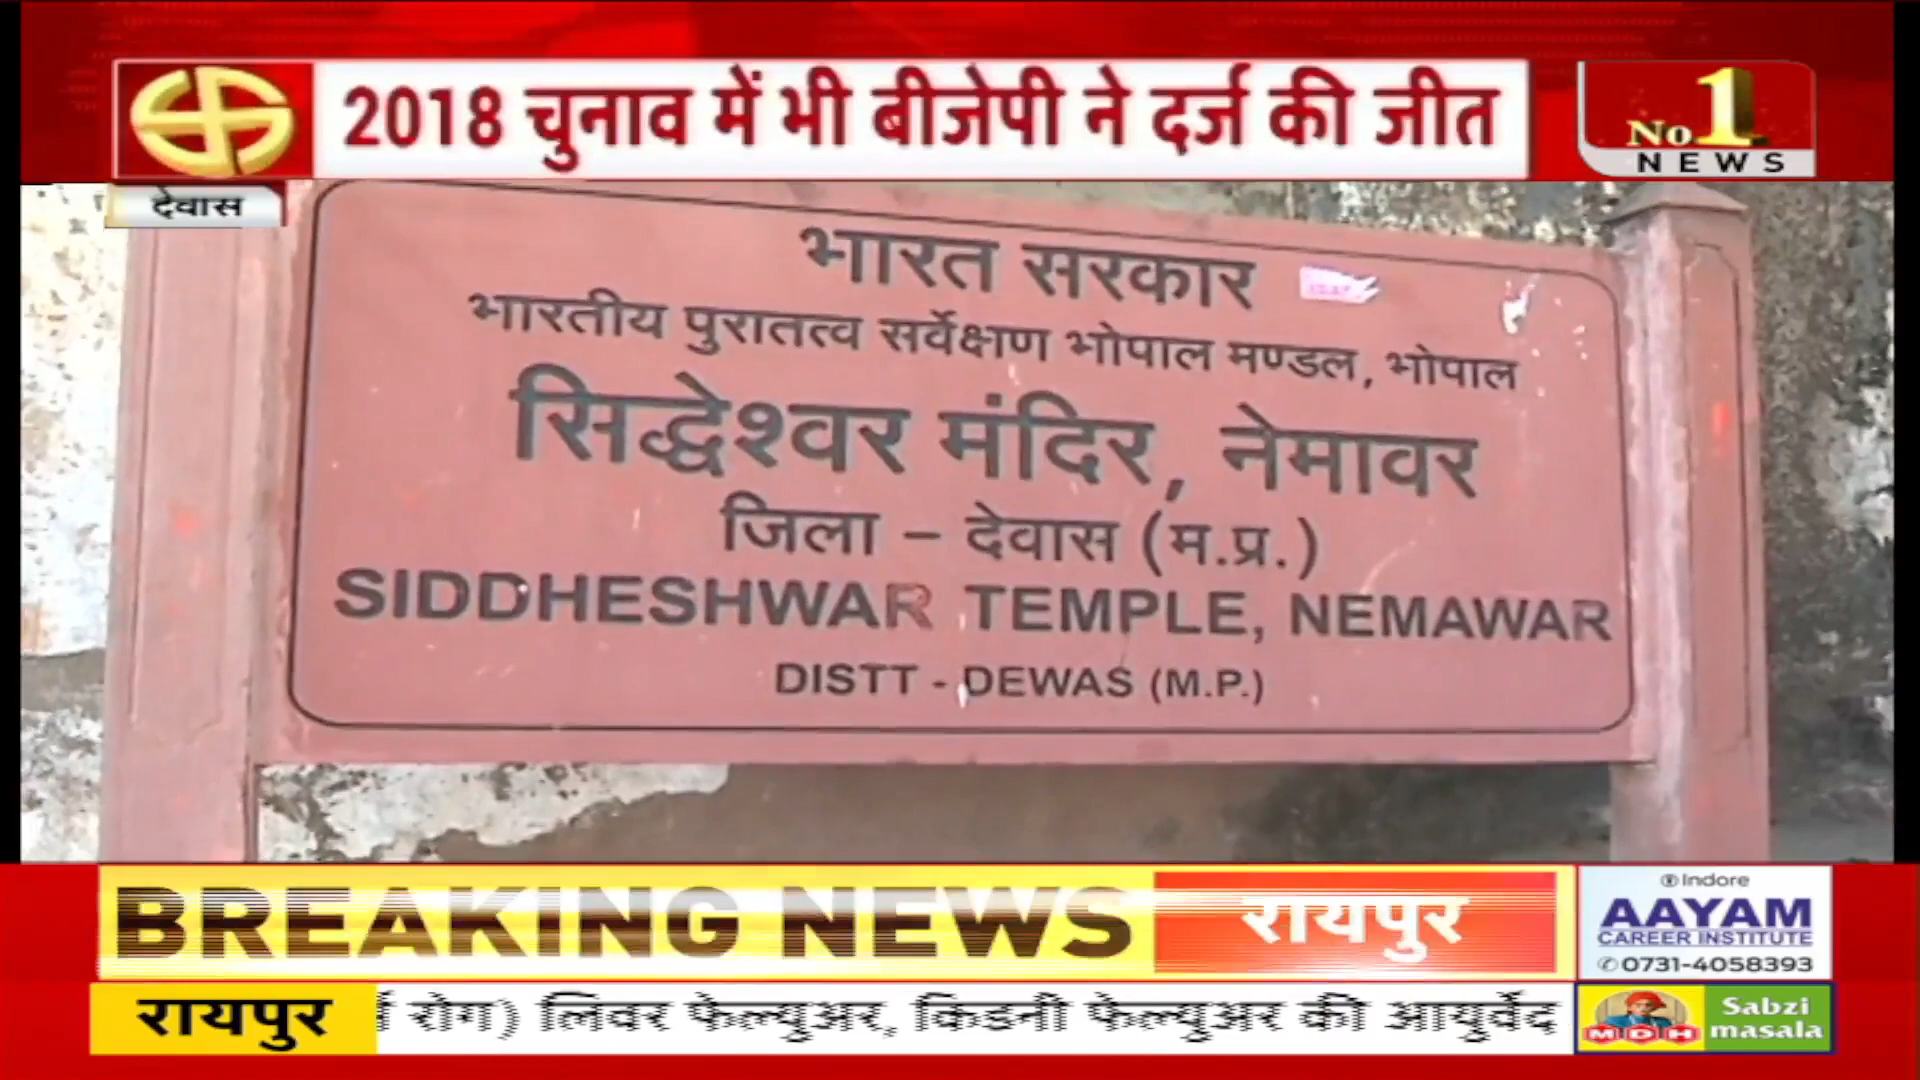 2018 चुनाव में भी बीजेपी ने दर्ज की जीत
No 1
NEWS
देवास
भारत सरकार
भारतीय पुरातत्व सर्वेक्षण भोपाल मण्डल, भोपाल
सिद्धेश्वर मंदिर, नेमावर
जिला – देवास (म.प्र.)
SIDDHESHWAR TEMPLE, NEMAWAR
DISTT - DEWAS (M.P.)
BREAKING NEWS
रायपुर
Indore
AAYAM
CAREER INSTITUTE
0731-4058393
रायपुर
रोग) लिवर फेल्युअर, किडनी फेल्युअर की आयुर्वेद
MDH
Sabzi
masala